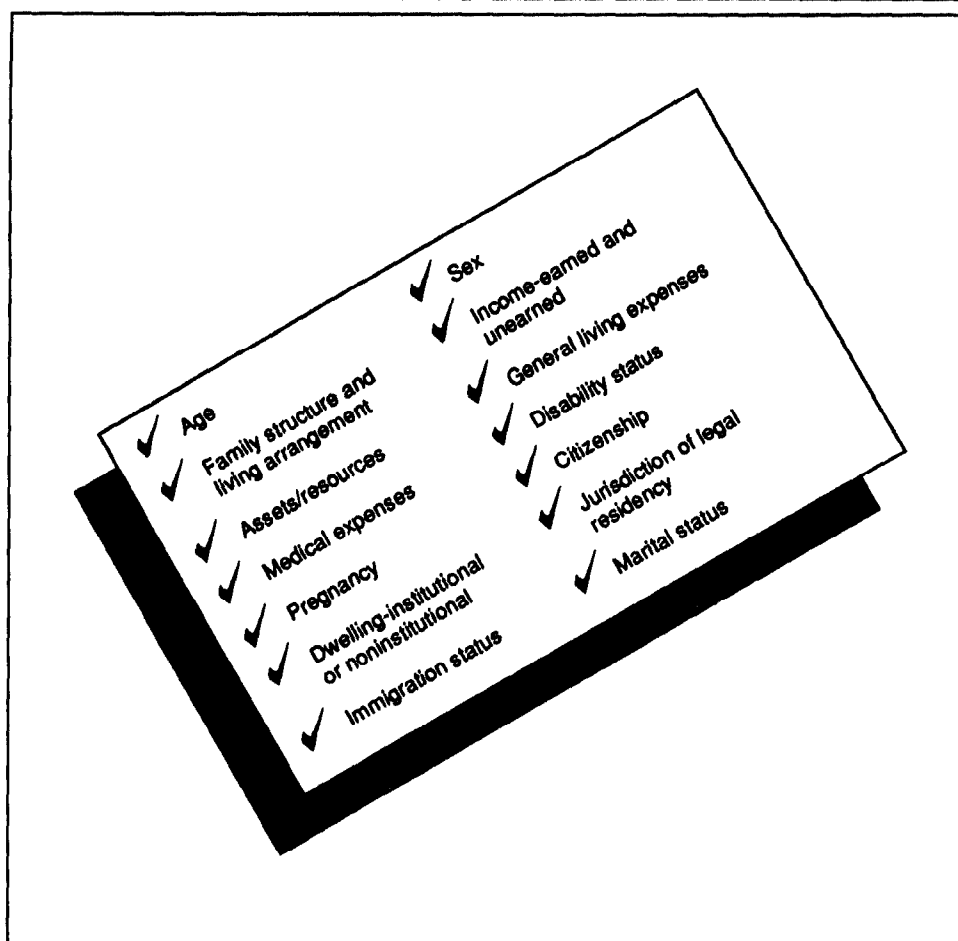 Age
Family structure and
living arrangement
Assets/resources
Medical expenses
Pregnancy
Dwelling-institutional
or noninstitutional
Immigration status
Sex
Income-earned and
unearned
General living expenses
Disability status
Citizenship
Jurisdiction of legal
residency
Marital status